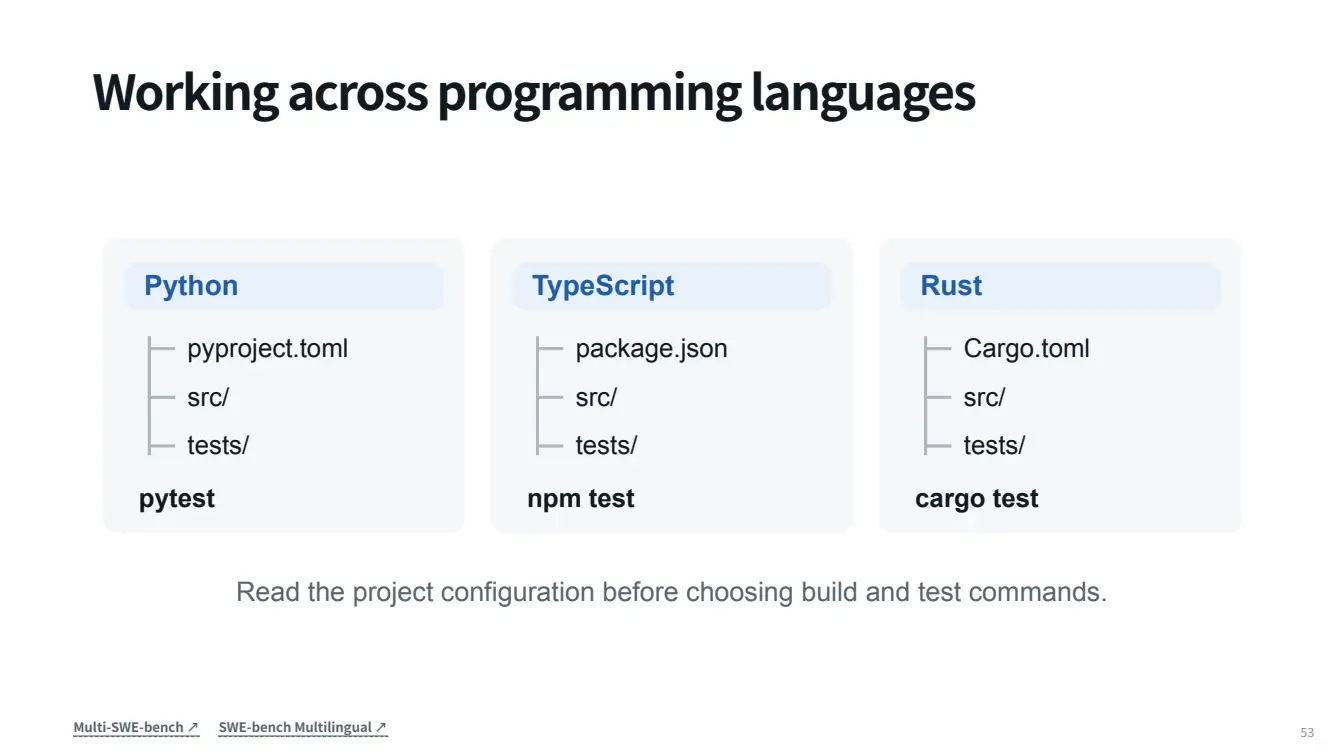 Working across programming languages
Python
pyproject.toml
src/
tests/
pytest
TypeScript
package.json
src/
tests/
npm test
Rust
Cargo.toml
src/
tests/
cargo test
Read the project configuration before choosing build and test commands.
Multi-SWE-bench ↗ SWE-bench Multilingual ↗
53